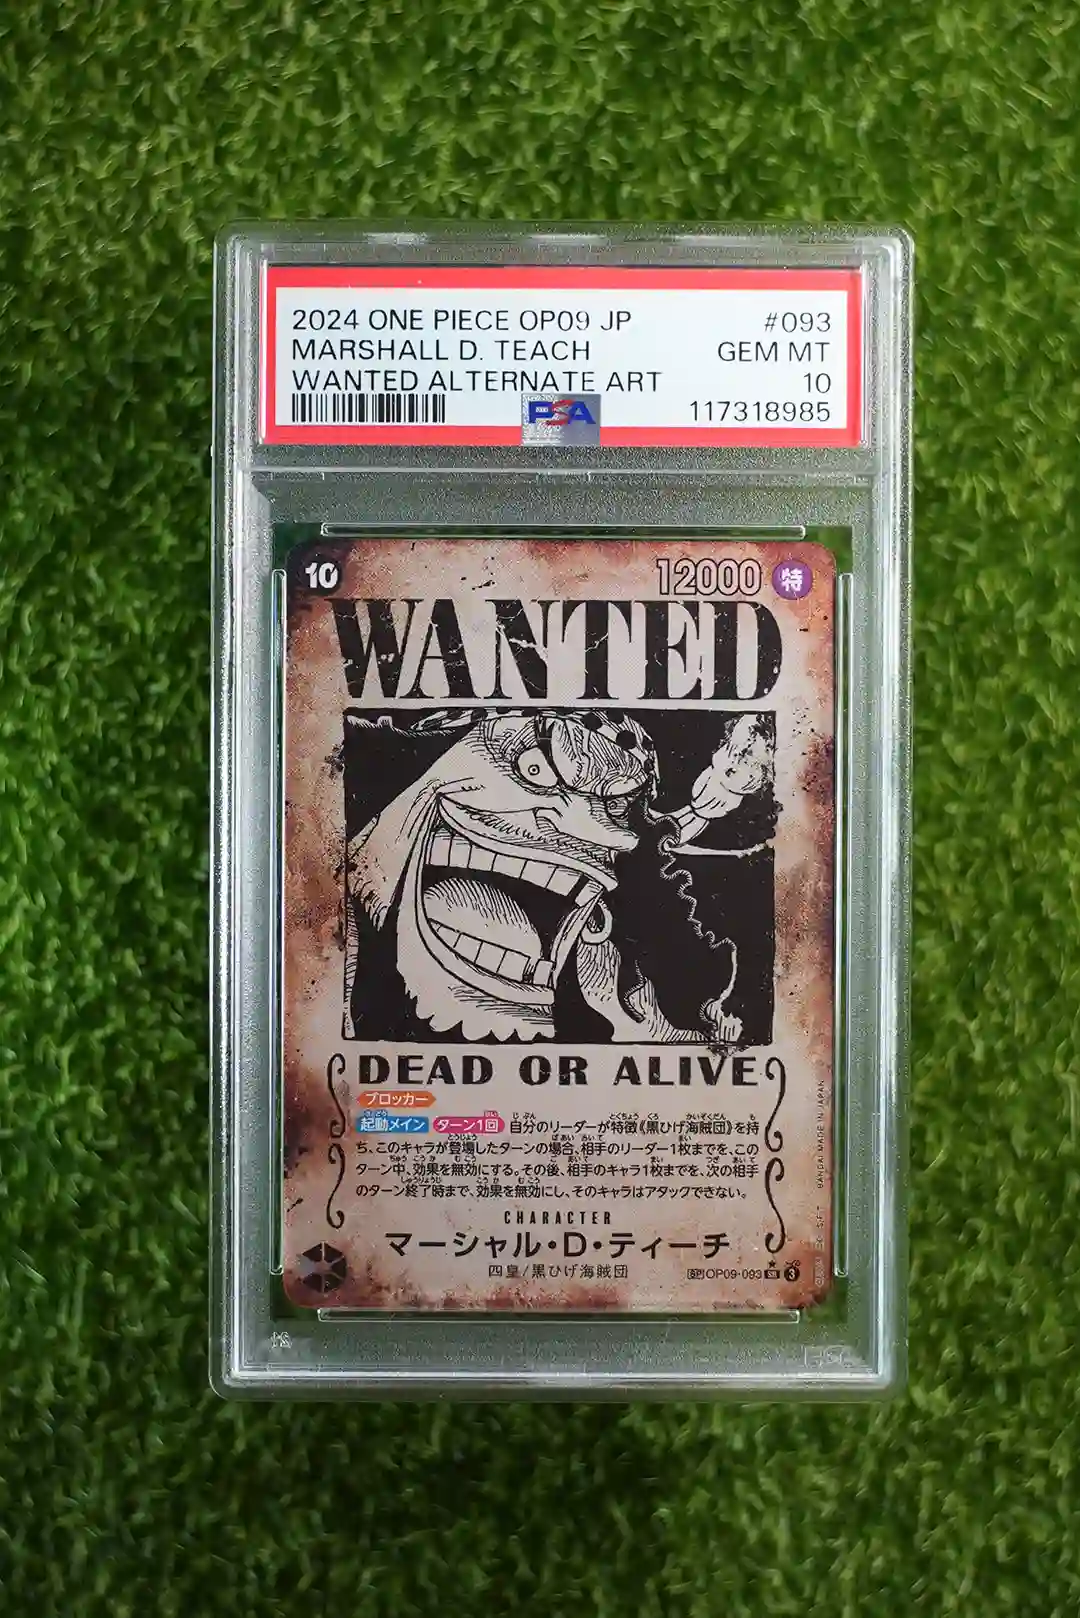 2024 ONE PIECE OP09 JP #093
MARSHALL D. TEACH GEM MT
WANTED ALTERNATE ART 10
PSA 117318985
10 12000 特
WANTED
DEAD OR ALIVE
ブロッカー
起動メイン ターン1回 自分のリーダーが特徴《黒ひげ海賊団》を持
ち、このキャラが登場したターンの場合、相手のリーダー1枚までを、この
ターン中、効果を無効にする。その後、相手のキャラ1枚までを、次の相手
のターン終了時まで、効果を無効にし、そのキャラはアタックできない。
CHARACTER
マーシャル・D・ティーチ
四皇/黒ひげ海賊団
SP OP09-093 SR 3
BANDAI MADE IN JAPAN